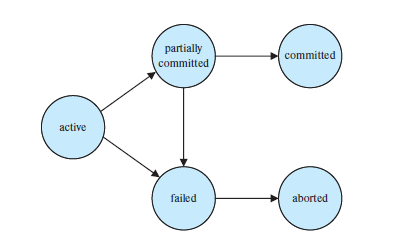 partially
committed
committed
active
failed
aborted